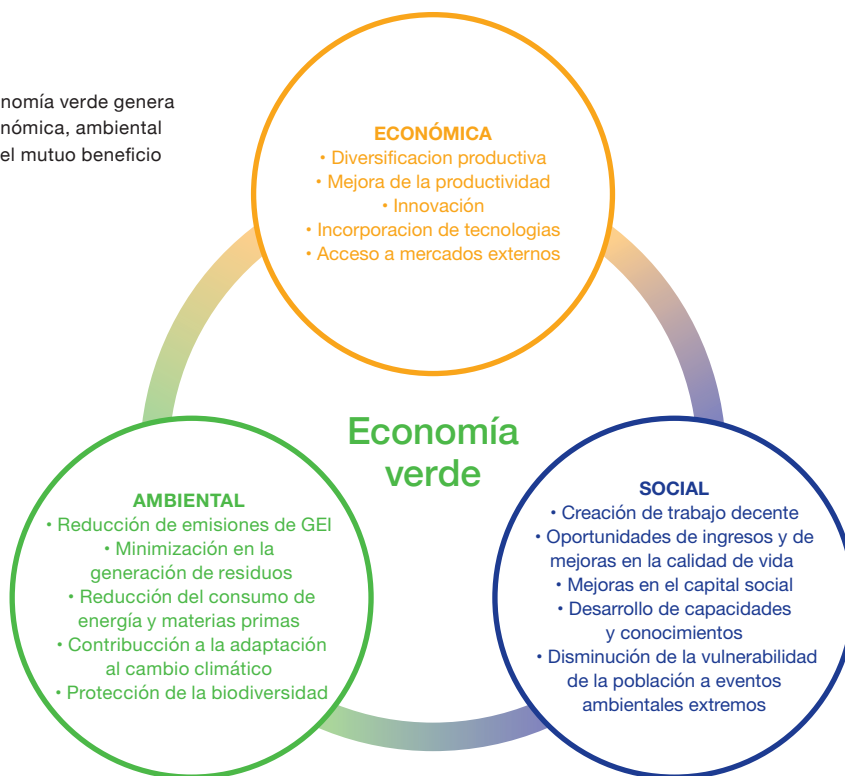 nomía verde genera
nómica, ambiental
el mutuo beneficio
ECONÓMICA
• Diversificacion productiva
• Mejora de la productividad
• Innovación
• Incorporacion de tecnologias
• Acceso a mercados externos
Economía
verde
AMBIENTAL
• Reducción de emisiones de GEI
• Minimización en la
generación de residuos
• Reducción del consumo de
energía y materias primas
• Contribucción a la adaptación
al cambio climático
• Protección de la biodiversidad
SOCIAL
• Creación de trabajo decente
• Oportunidades de ingresos y de
mejoras en la calidad de vida
• Mejoras en el capital social
• Desarrollo de capacidades
y conocimientos
• Disminución de la vulnerabilidad
de la población a eventos
ambientales extremos